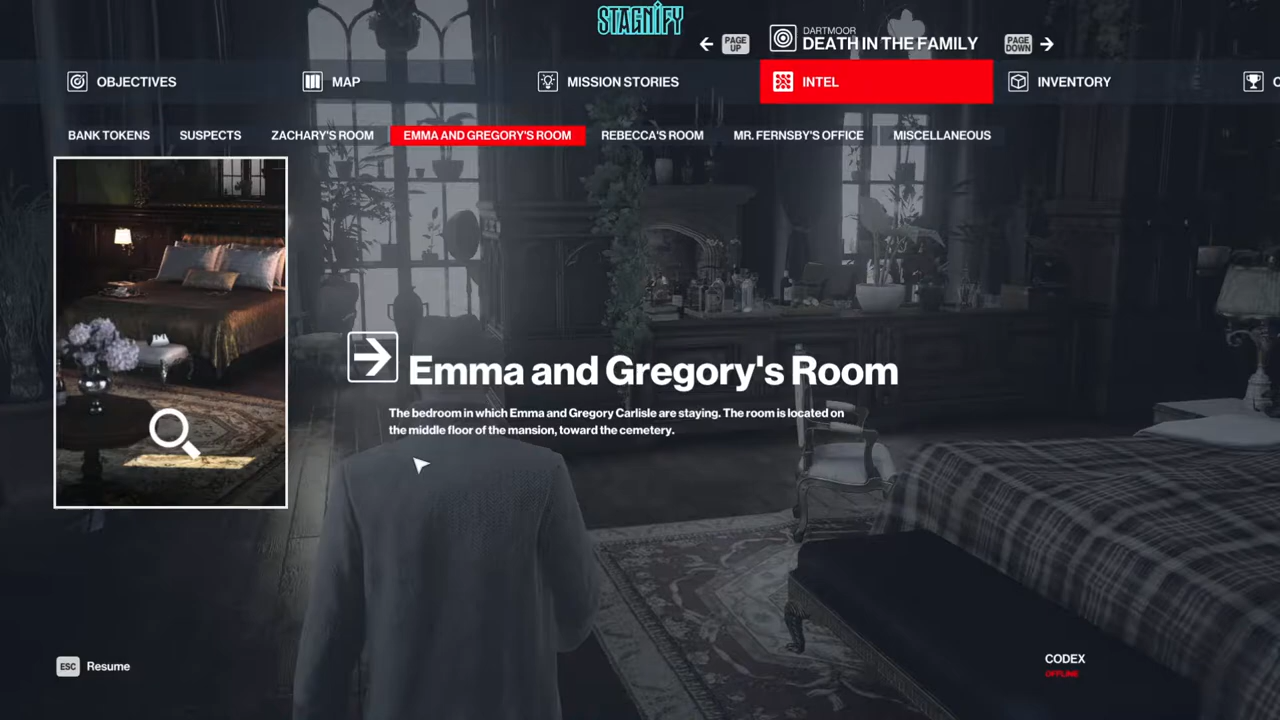 STAGNIFY
PAGE UP
DARTMOOR
DEATH IN THE FAMILY
PAGE DOWN
OBJECTIVES
MAP
MISSION STORIES
INTEL
INVENTORY
C
BANK TOKENS
SUSPECTS
ZACHARY'S ROOM
EMMA AND GREGORY'S ROOM
REBECCA'S ROOM
MR. FERNSBY'S OFFICE
MISCELLANEOUS
Emma and Gregory's Room
The bedroom in which Emma and Gregory Carlisle are staying. The room is located on
the middle floor of the mansion, toward the cemetery.
ESC Resume
CODEX
OFFLINE